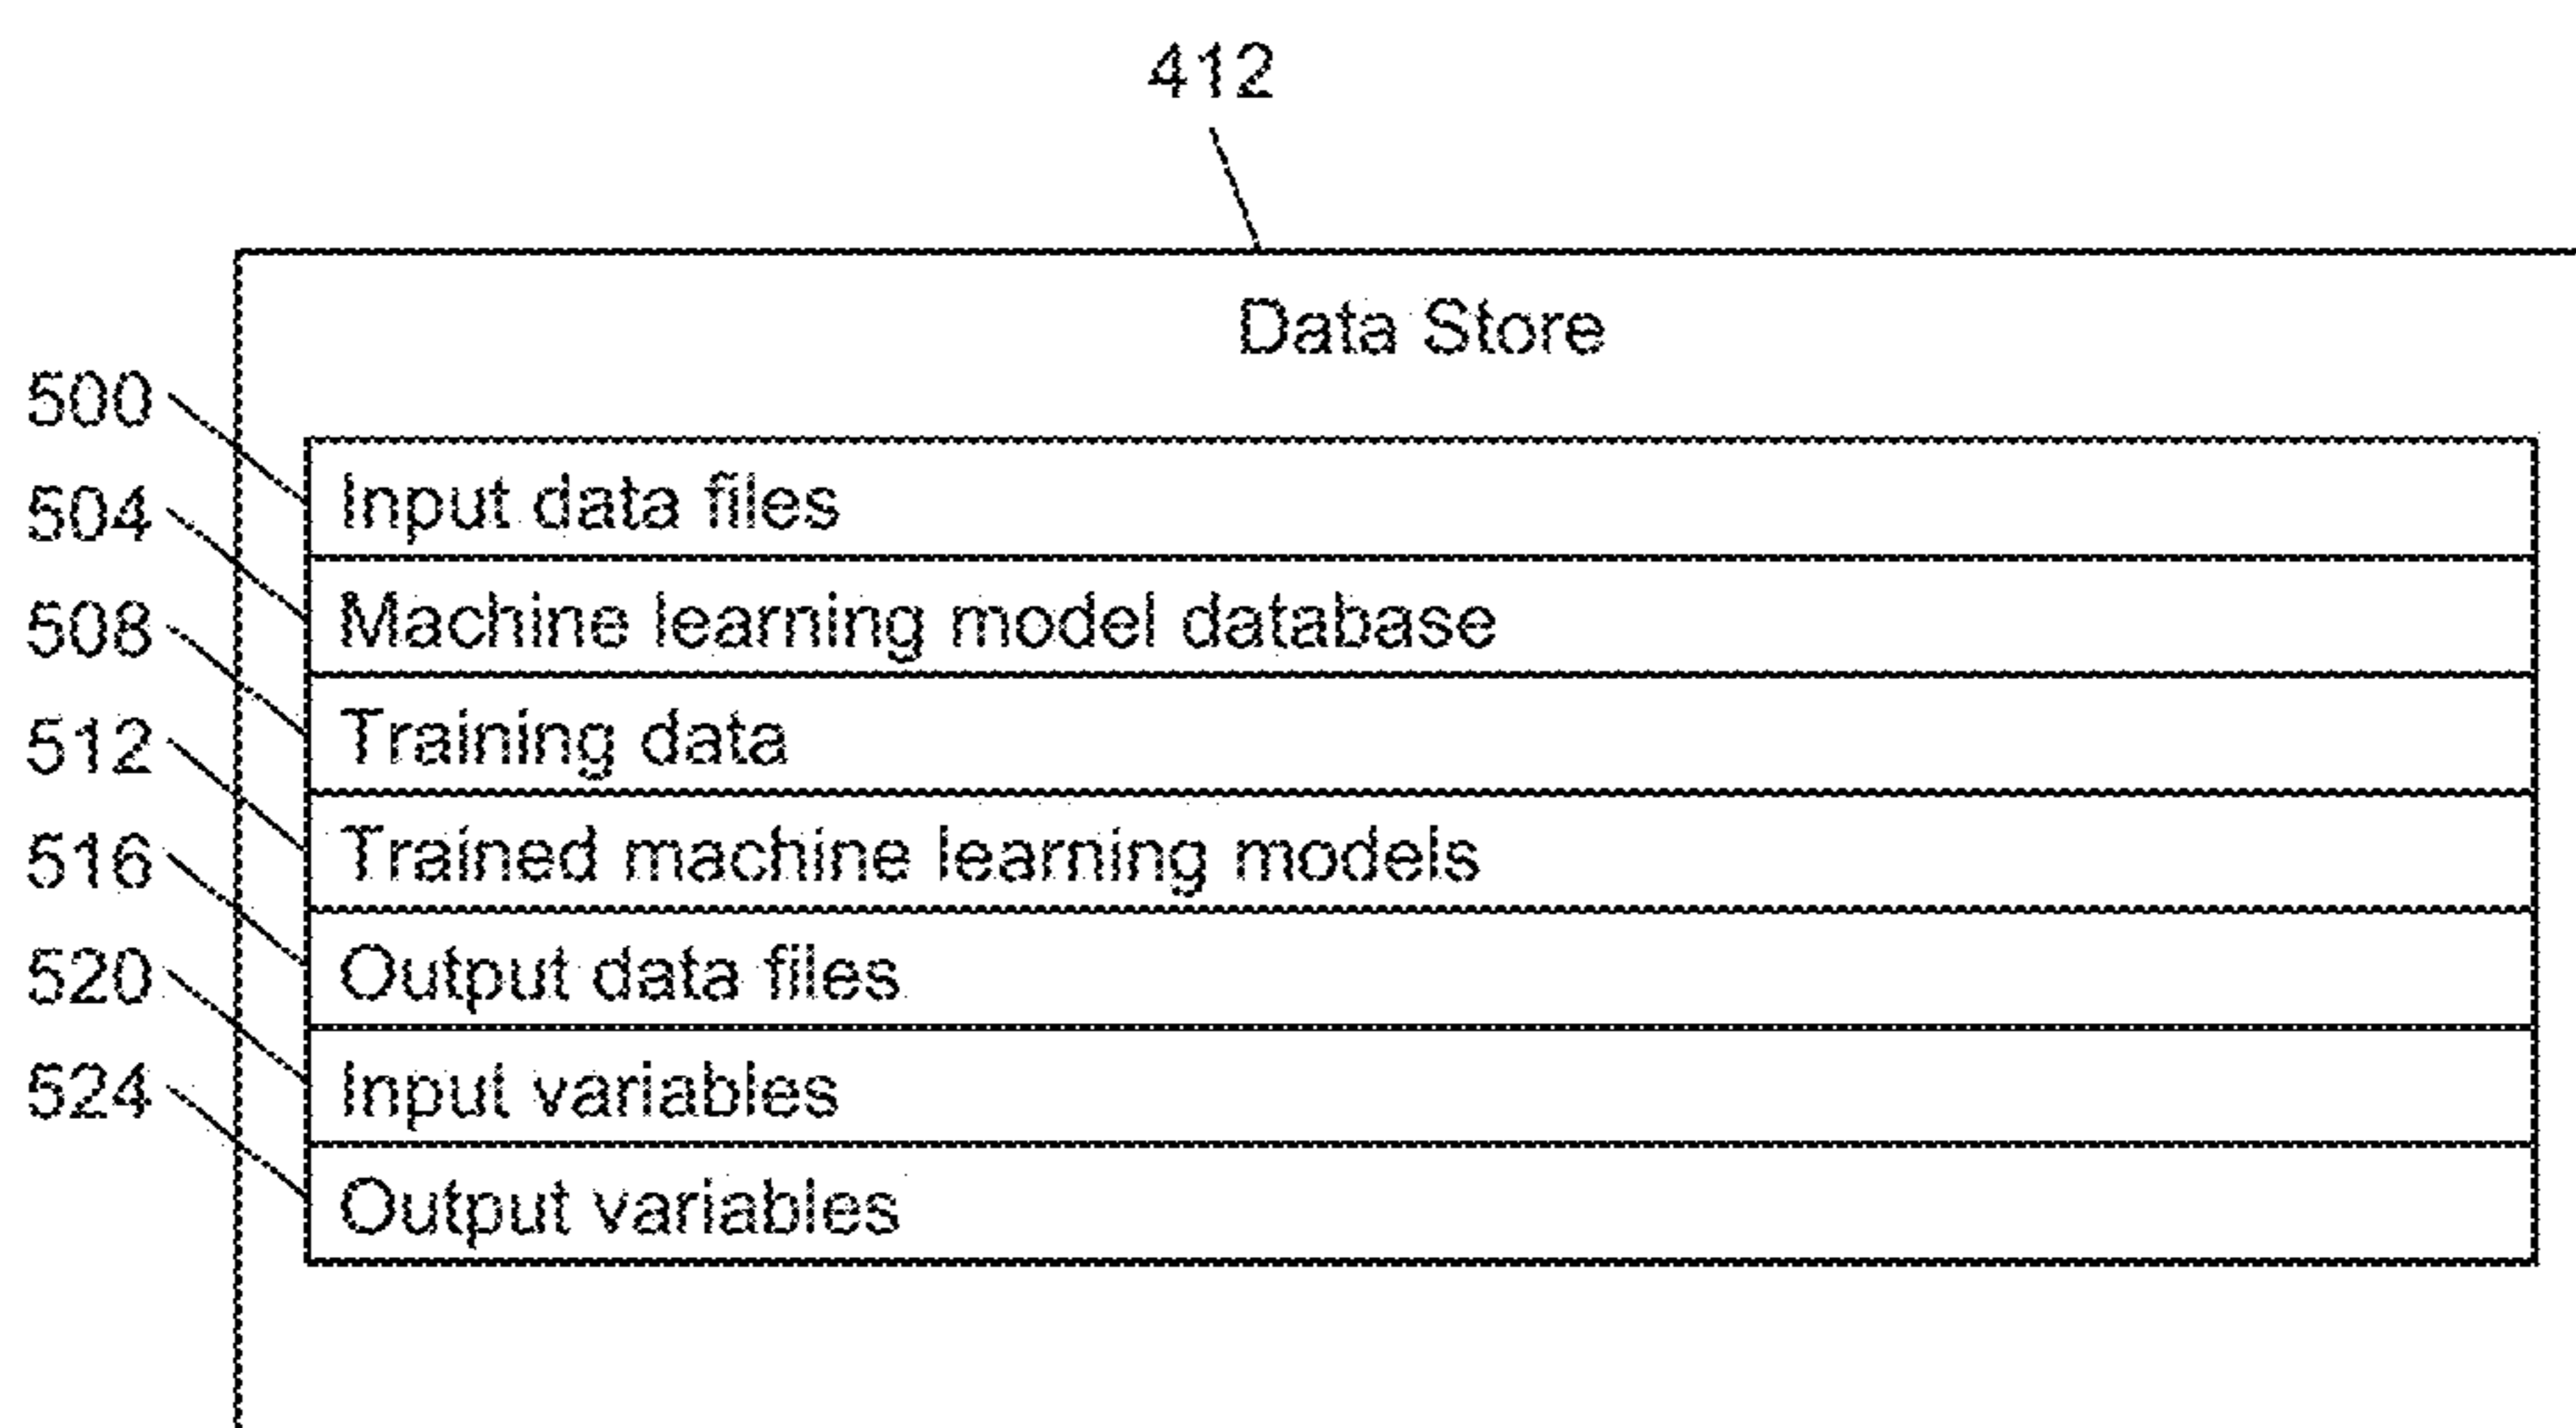 412
Data Store
500
Input data files
504
Machine learning model database
508
Training data
512
Trained machine learning models
516
Output data files
520
Input variables
524
Output variables